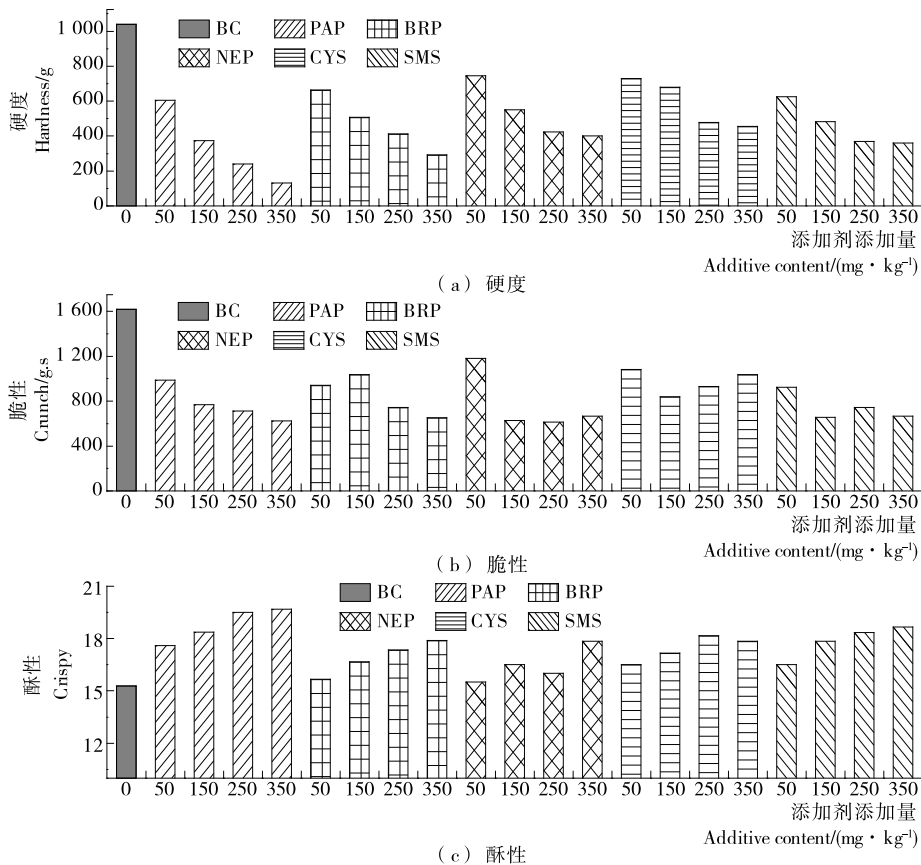 硬度
Hardness/g
1 000
800
600
400
200
0
BC PAP BRP
NEP CYS SMS
0 50 150 250 350 50 150 250 350 50 150 250 350 50 150 250 350 50 150 250 350
添加剂添加量
Additive content/(mg· kg⁻¹)
（a）硬度
脆性
Crunch/g.s
1 600
1 200
800
400
0
BC PAP BRP
NEP CYS SMS
0 50 150 250 350 50 150 250 350 50 150 250 350 50 150 250 350 50 150 250 350
添加剂添加量
Additive content/(mg· kg⁻¹)
（b）脆性
酥性
Crispy
21
18
15
12
BC PAP BRP
NEP CYS SMS
0 50 150 250 350 50 150 250 350 50 150 250 350 50 150 250 350 50 150 250 350
添加剂添加量
Additive content/(mg· kg⁻¹)
（c）酥性